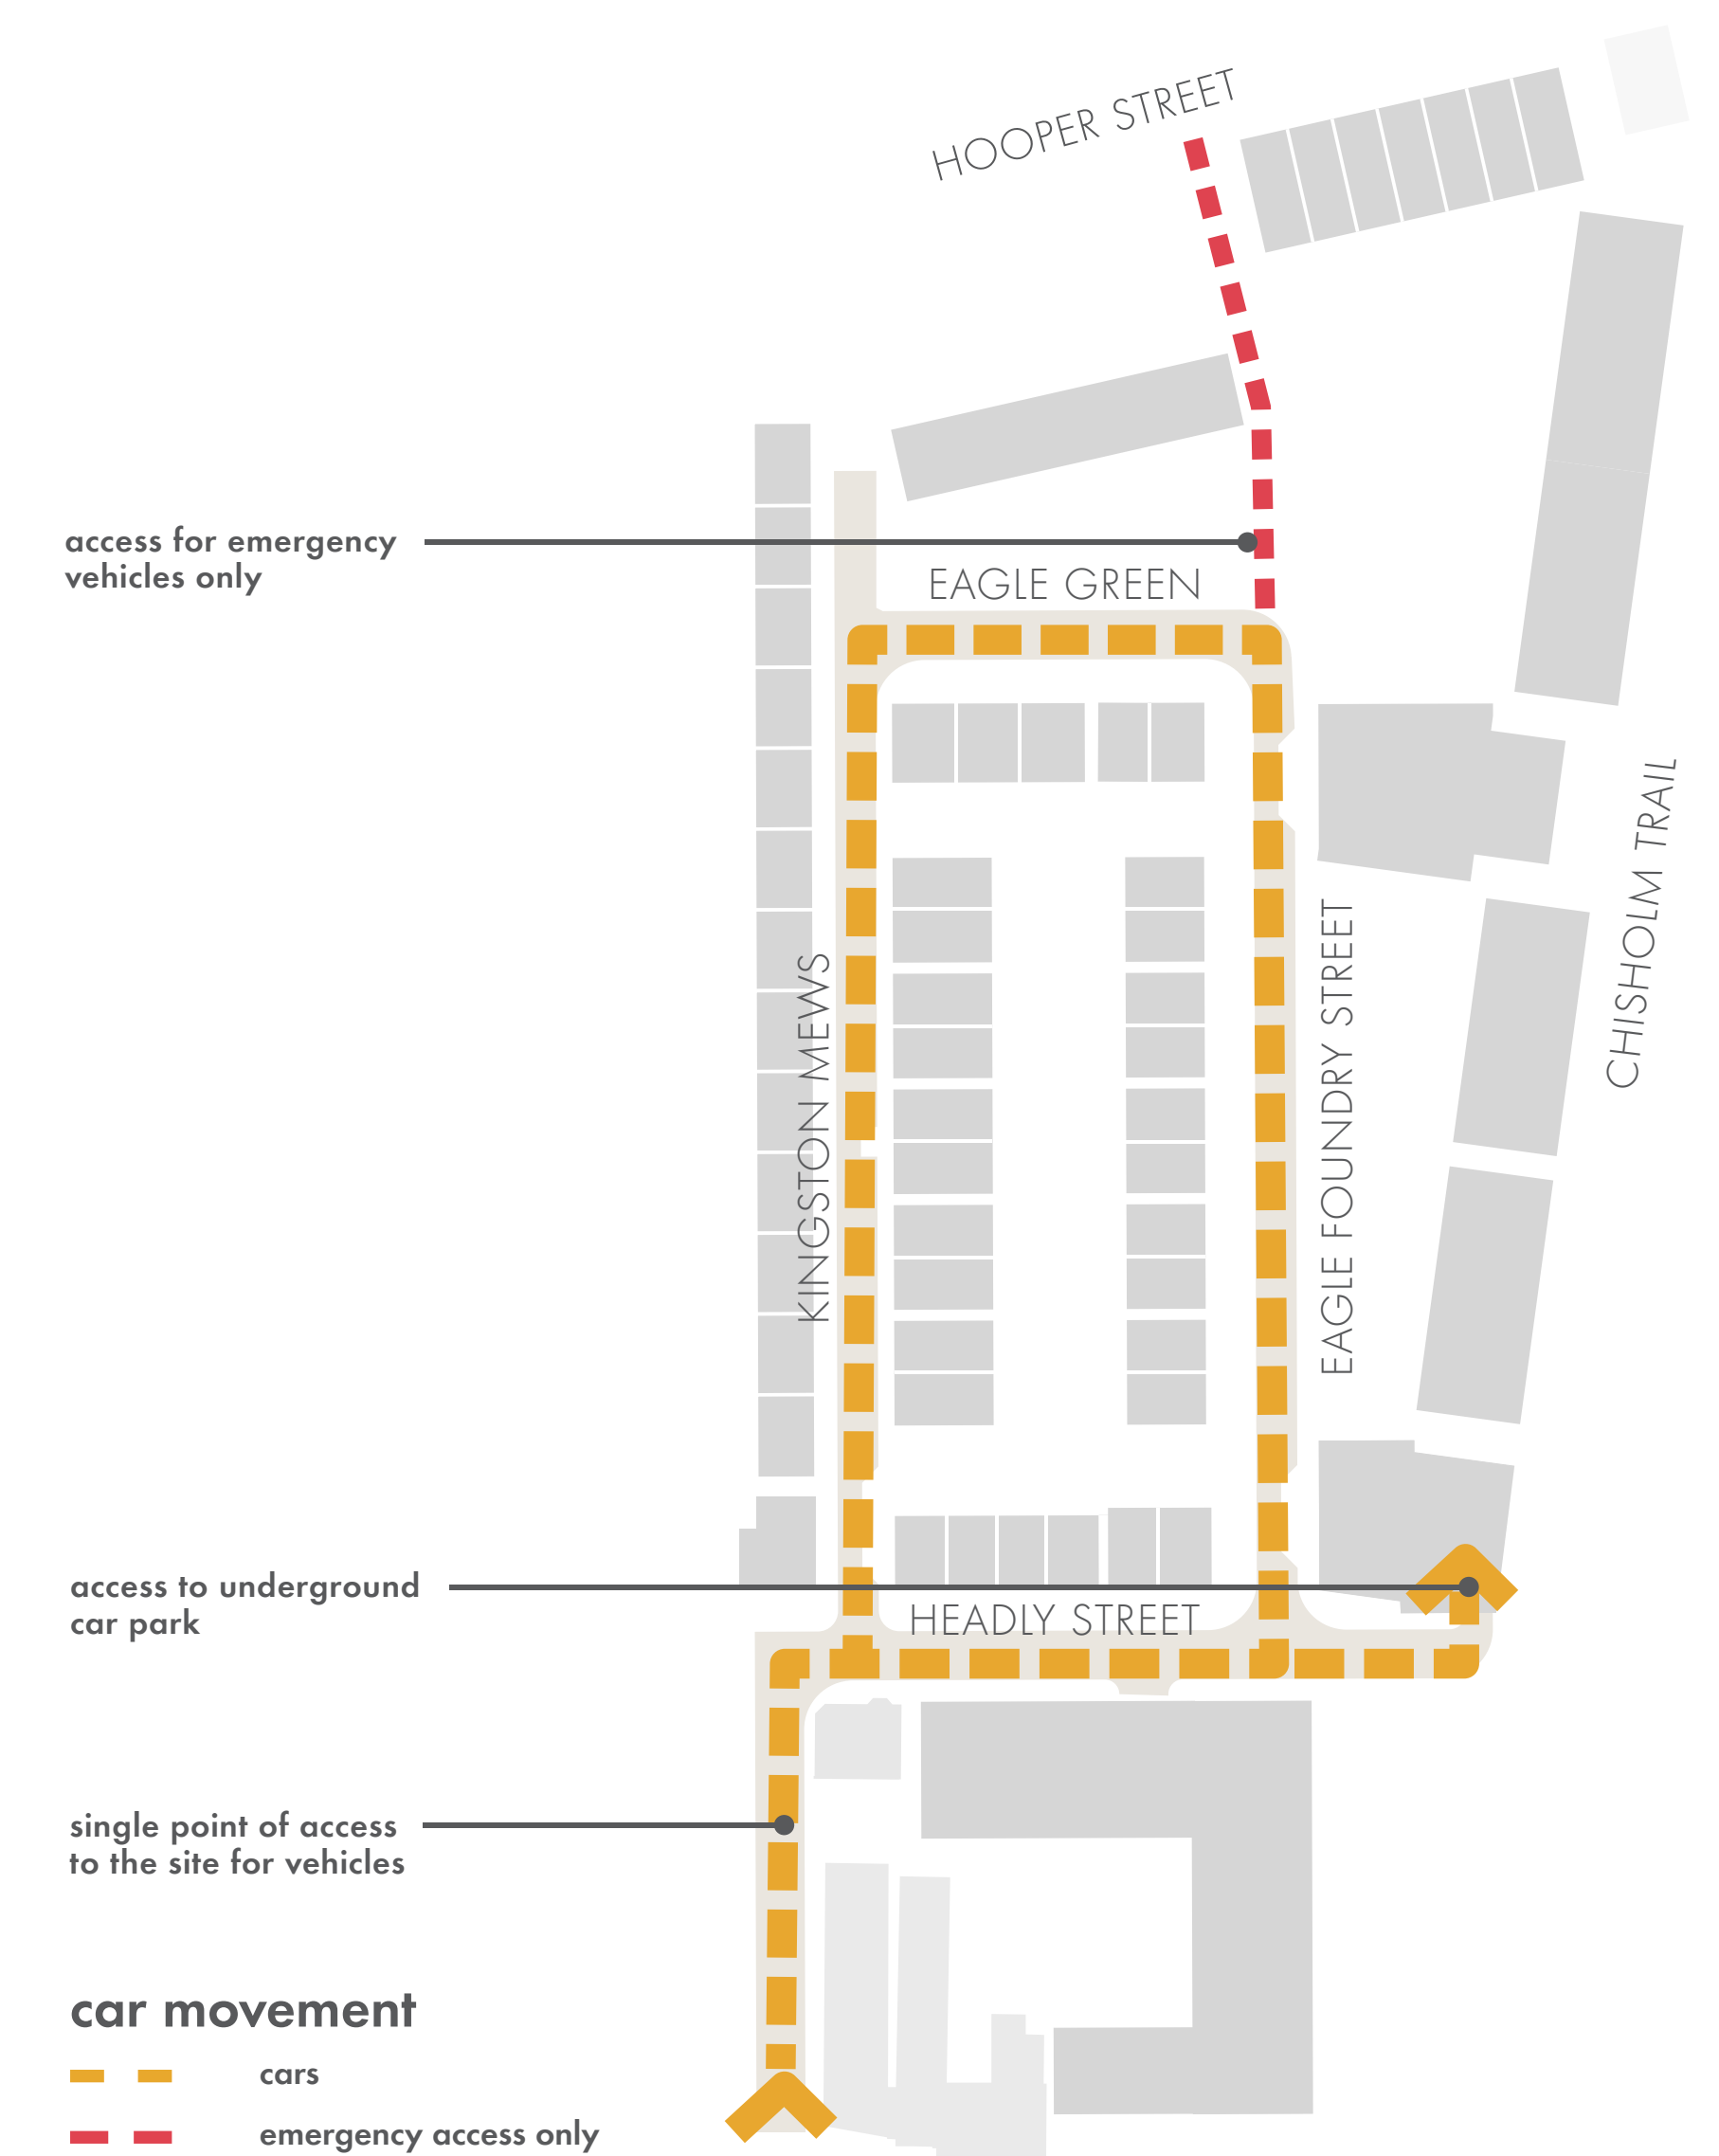 HOOPER STREET
access for emergency
vehicles only
EAGLE GREEN
CHISHOLM TRAIL
KINGSTON MEWS
EAGLE FOUNDRY STREET
access to underground
car park
HEADLY STREET
single point of access
to the site for vehicles
car movement
cars
emergency access only